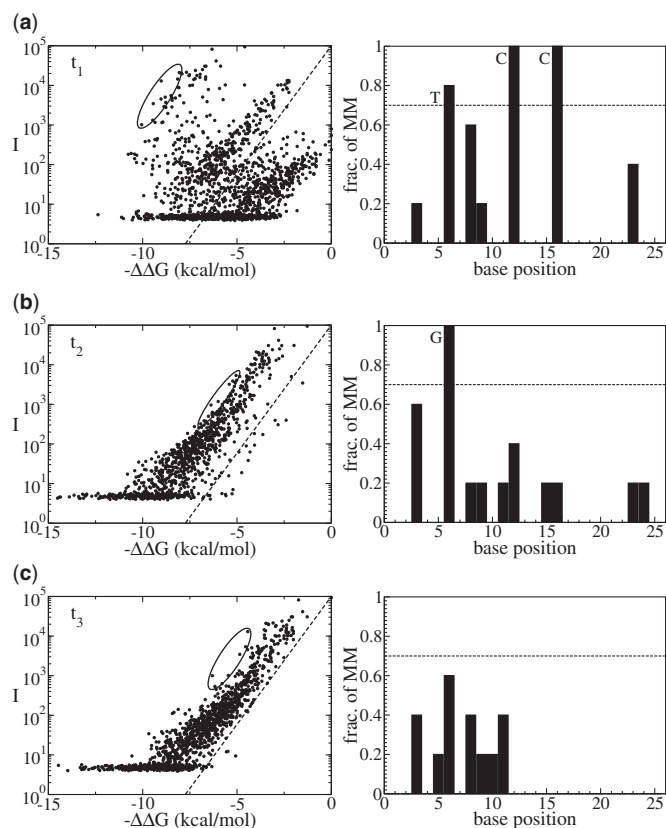 (a)
t1
I
10^5
10^4
10^3
10^2
10^1
10^0
-10 -5 0
-ΔΔG (kcal/mol)
frac. of MM
1
0.8
0.6
0.4
0.2
0
T C C
0 5 10 15 20 25
base position
(b)
t2
I
10^5
10^4
10^3
10^2
10^1
10^0
-15 -10 -5 0
-ΔΔG (kcal/mol)
frac. of MM
1
0.8
0.6
0.4
0.2
0
G
0 5 10 15 20 25
base position
(c)
t3
I
10^5
10^4
10^3
10^2
10^1
10^0
-15 -10 -5 0
-ΔΔG (kcal/mol)
frac. of MM
1
0.8
0.6
0.4
0.2
0
0 5 10 15 20 25
base position